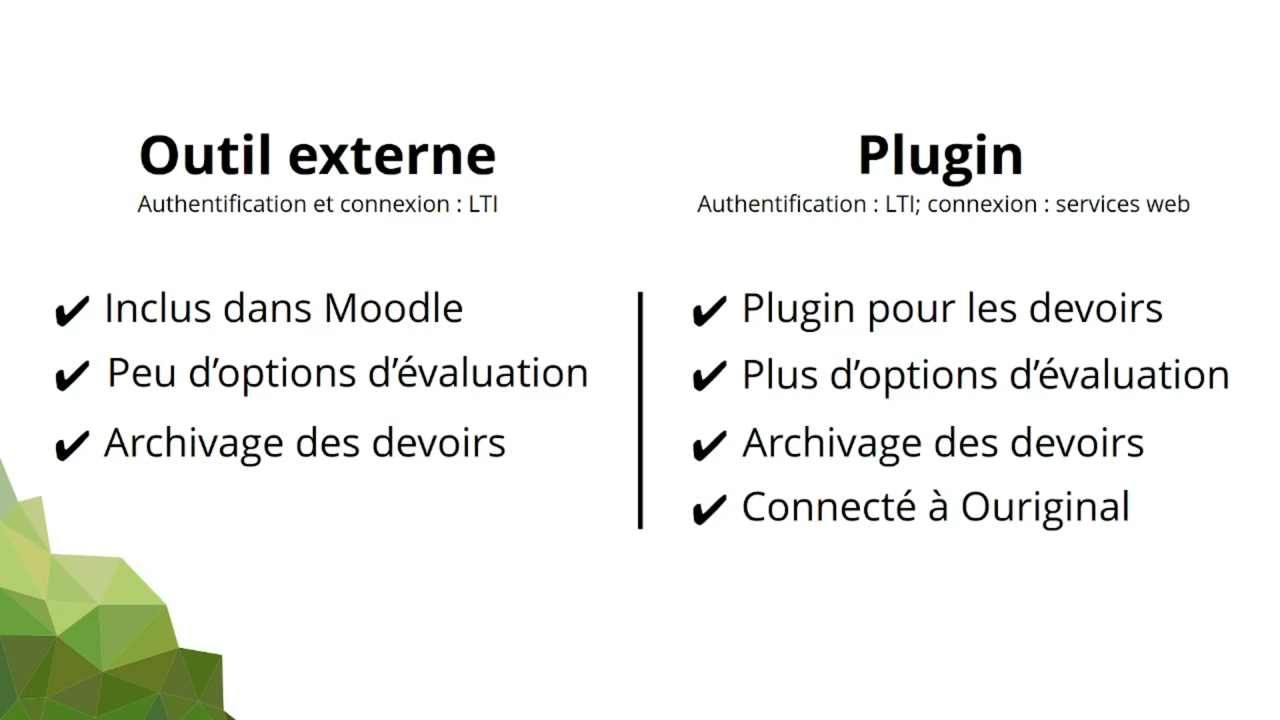 Outil externe
Authentification et connexion : LTI
✔ Inclus dans Moodle
✔ Peu d’options d’évaluation
✔ Archivage des devoirs
Plugin
Authentification : LTI; connexion : services web
✔ Plugin pour les devoirs
✔ Plus d’options d’évaluation
✔ Archivage des devoirs
✔ Connecté à Ouriginal